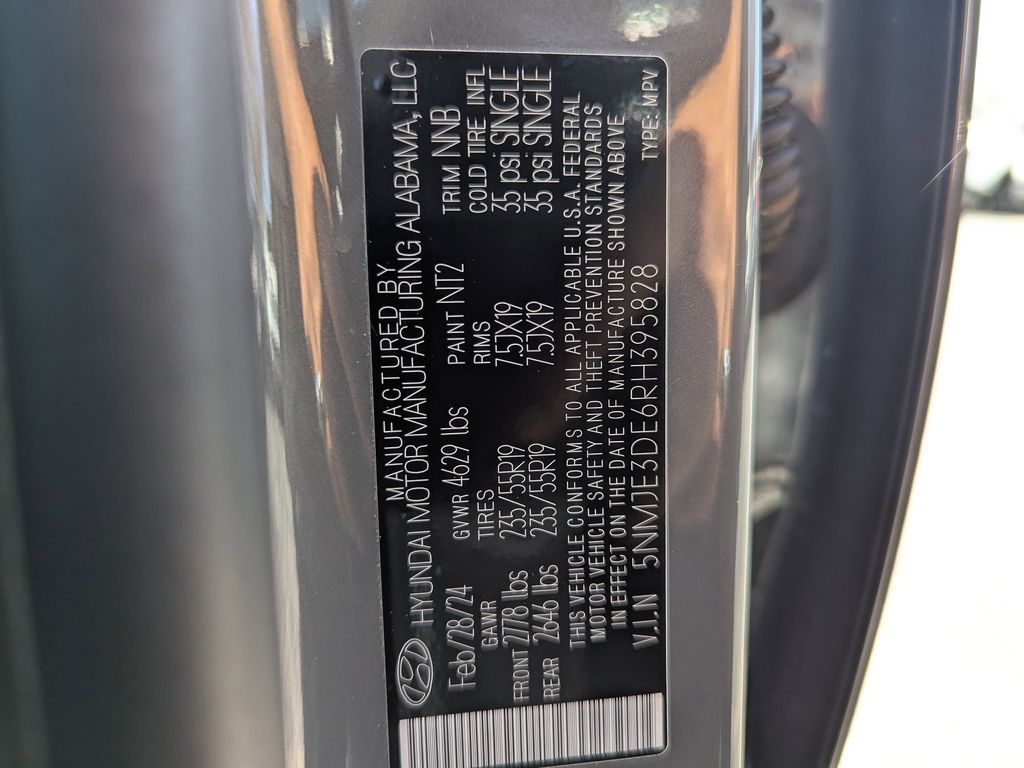 MANUFACTURED BY
HYUNDAI MOTOR MANUFACTURING ALABAMA, LLC
Feb/28/24 GVWR 4629 lbs PAINT NT2 TRIM NNB
GAWR TIRES RIMS COLD TIRE INFL
FRONT 2778 lbs 235/55R19 7.5JX19 35 psi SINGLE
REAR 2646 lbs 235/55R19 7.5JX19 35 psi SINGLE
THIS VEHICLE CONFORMS TO ALL APPLICABLE U.S.A. FEDERAL
MOTOR VEHICLE SAFETY AND THEFT PREVENTION STANDARDS
IN EFFECT ON THE DATE OF MANUFACTURE SHOWN ABOVE.
V.I.N 5NMJE3DE6RH395828 TYPE: MPV